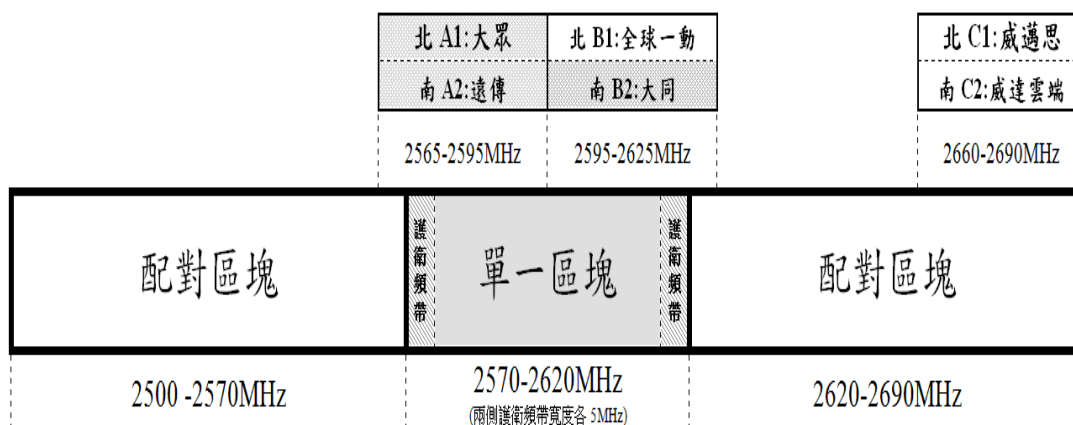 北 A1:大眾
北 B1:全球一動
北 C1:威邁思
南 A2:遠傳
南 B2:大同
南 C2:威達雲端
2565-2595MHz
2595-2625MHz
2660-2690MHz
配對區塊
護衛頻帶
單一區塊
護衛頻帶
配對區塊
2500 -2570MHz
2570-2620MHz
(兩側護衛頻帶寬度各 5MHz)
2620-2690MHz